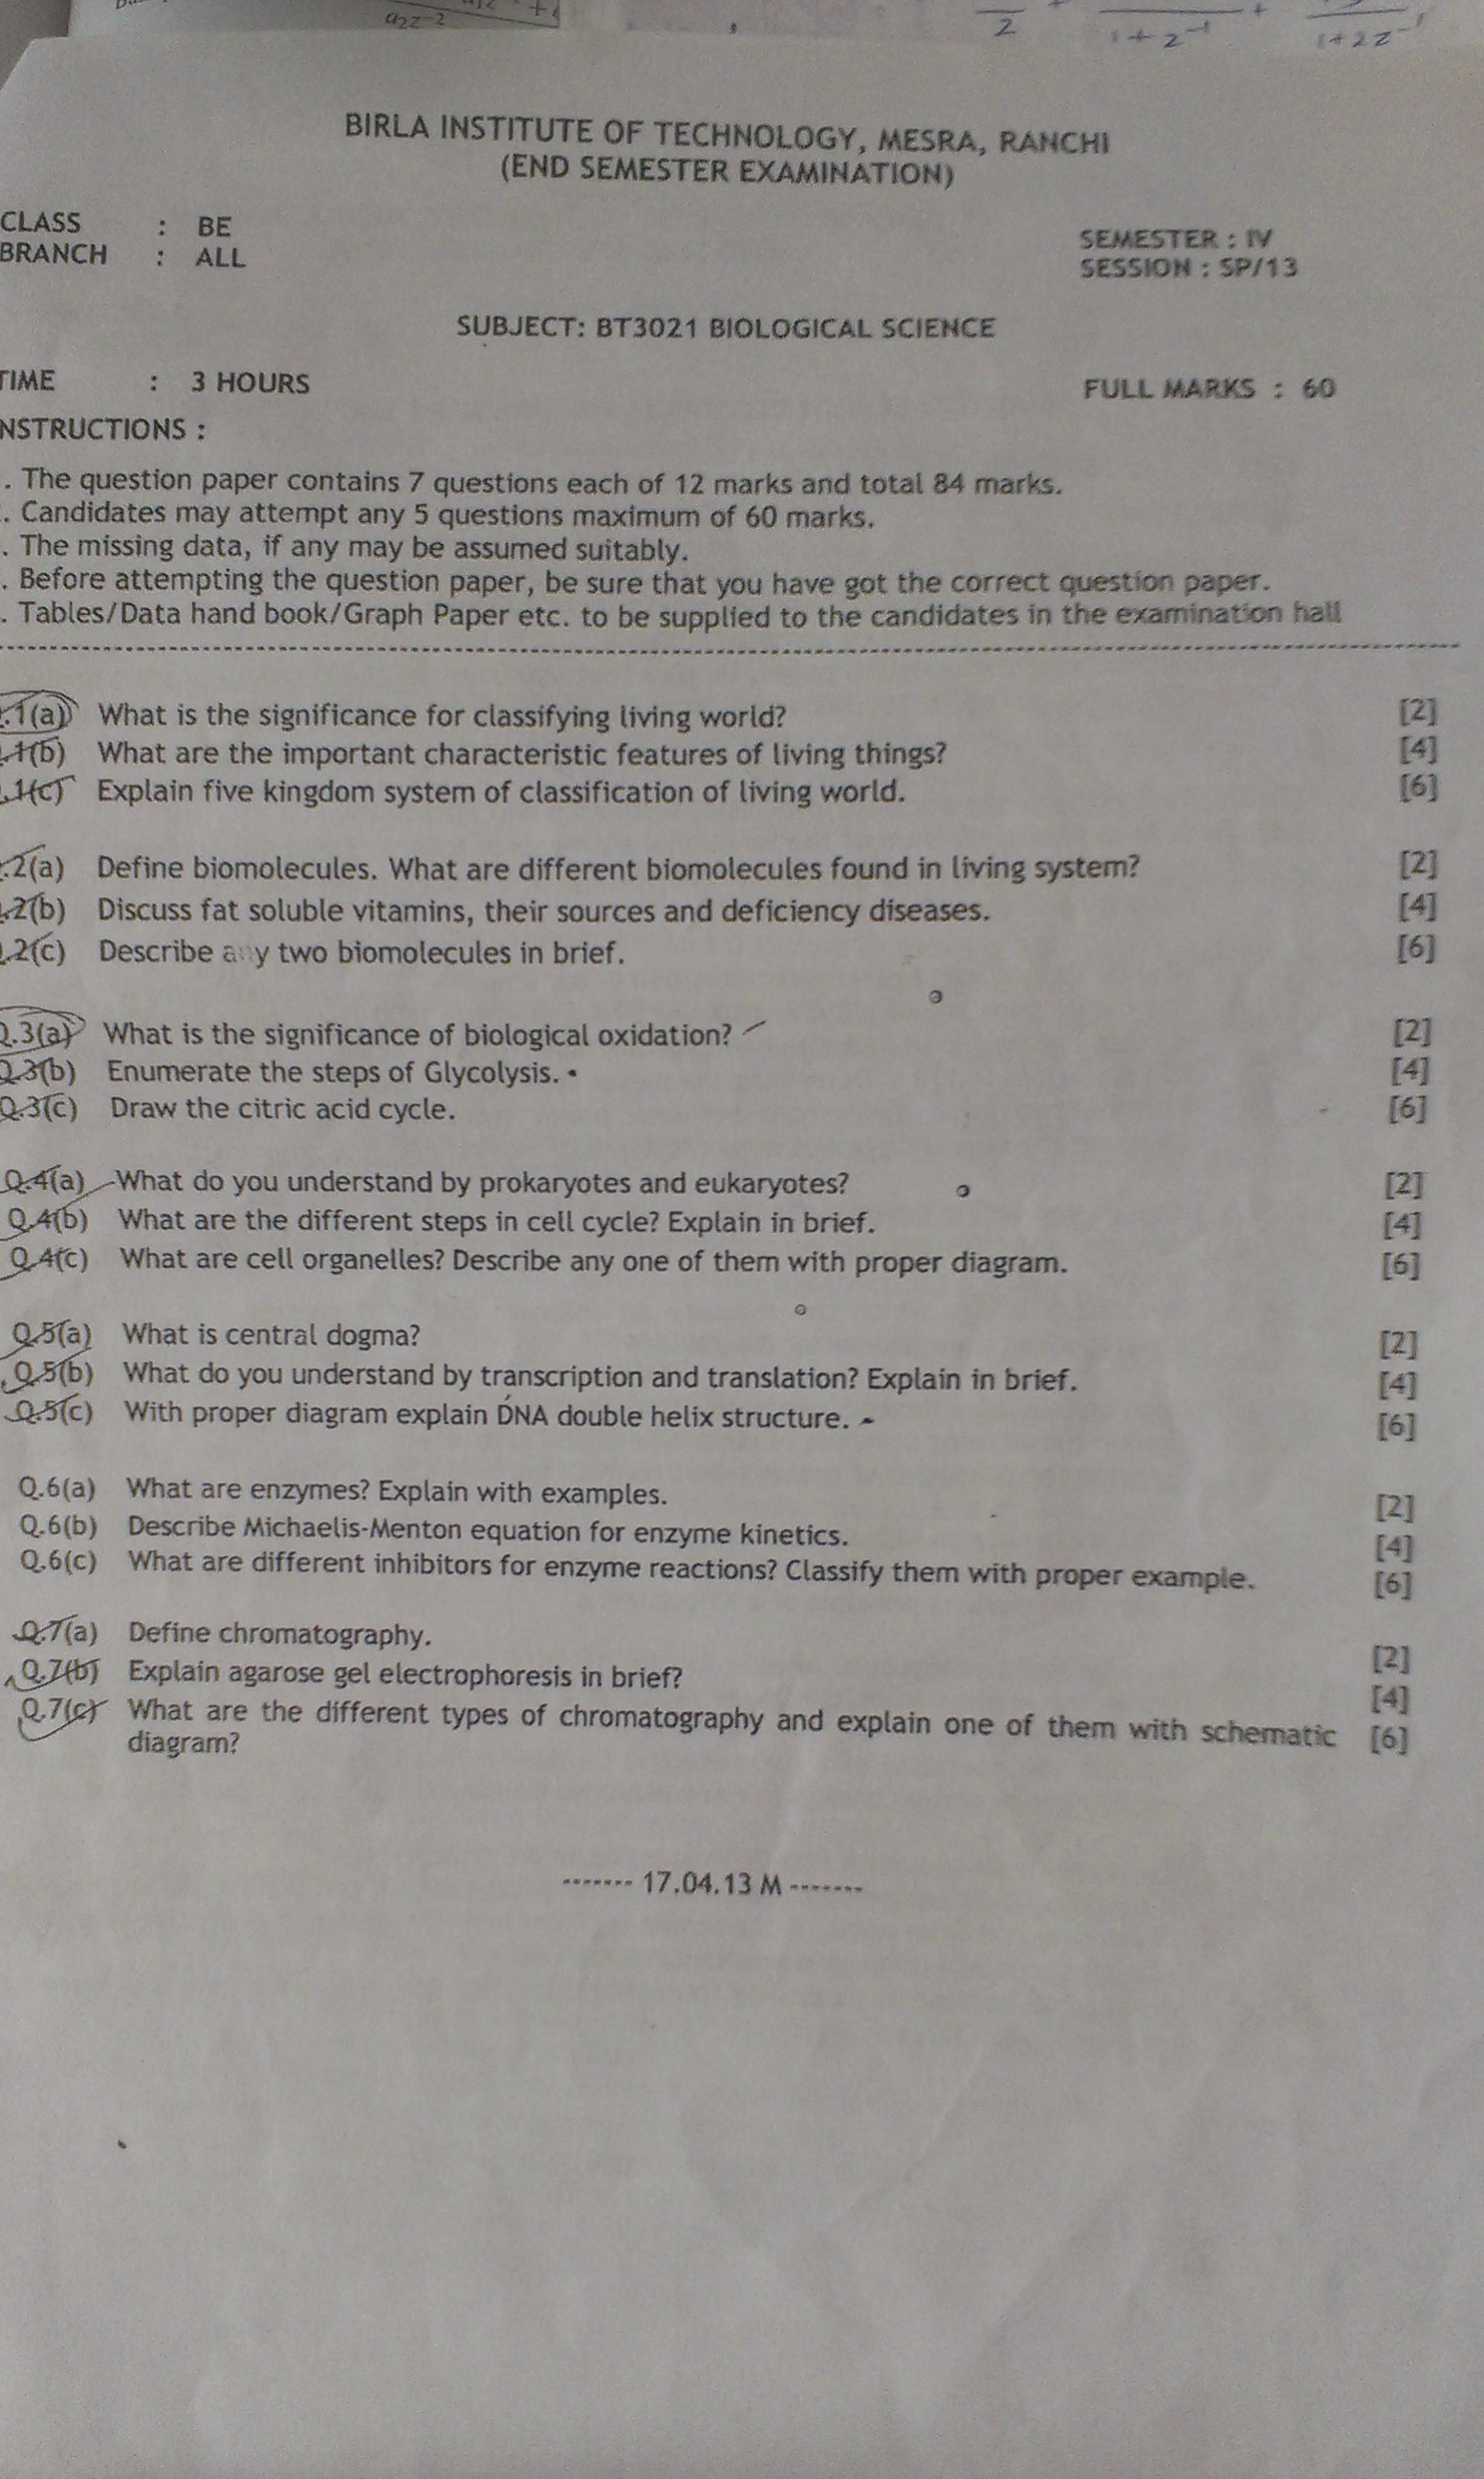 a2z-2
2
1+z-1
1+2z-1
BIRLA INSTITUTE OF TECHNOLOGY, MESRA, RANCHI
(END SEMESTER EXAMINATION)
CLASS : BE
SEMESTER : IV
BRANCH : ALL
SESSION : SP/13
SUBJECT: BT3021 BIOLOGICAL SCIENCE
TIME : 3 HOURS
FULL MARKS : 60
NSTRUCTIONS :
. The question paper contains 7 questions each of 12 marks and total 84 marks.
. Candidates may attempt any 5 questions maximum of 60 marks.
. The missing data, if any may be assumed suitably.
. Before attempting the question paper, be sure that you have got the correct question paper.
. Tables/Data hand book/Graph Paper etc. to be supplied to the candidates in the examination hall
.1(a) What is the significance for classifying living world? [2]
.1(b) What are the important characteristic features of living things? [4]
.1(c) Explain five kingdom system of classification of living world. [6]
.2(a) Define biomolecules. What are different biomolecules found in living system? [2]
.2(b) Discuss fat soluble vitamins, their sources and deficiency diseases. [4]
.2(c) Describe any two biomolecules in brief. [6]
Q.3(a) What is the significance of biological oxidation? [2]
Q.3(b) Enumerate the steps of Glycolysis. [4]
Q.3(c) Draw the citric acid cycle. [6]
Q.4(a) What do you understand by prokaryotes and eukaryotes? [2]
Q.4(b) What are the different steps in cell cycle? Explain in brief. [4]
Q.4(c) What are cell organelles? Describe any one of them with proper diagram. [6]
Q.5(a) What is central dogma? [2]
Q.5(b) What do you understand by transcription and translation? Explain in brief. [4]
Q.5(c) With proper diagram explain DNA double helix structure. [6]
Q.6(a) What are enzymes? Explain with examples. [2]
Q.6(b) Describe Michaelis-Menton equation for enzyme kinetics. [4]
Q.6(c) What are different inhibitors for enzyme reactions? Classify them with proper example. [6]
Q.7(a) Define chromatography. [2]
Q.7(b) Explain agarose gel electrophoresis in brief? [4]
Q.7(c) What are the different types of chromatography and explain one of them with schematic [6]
diagram?
------- 17.04.13 M -------